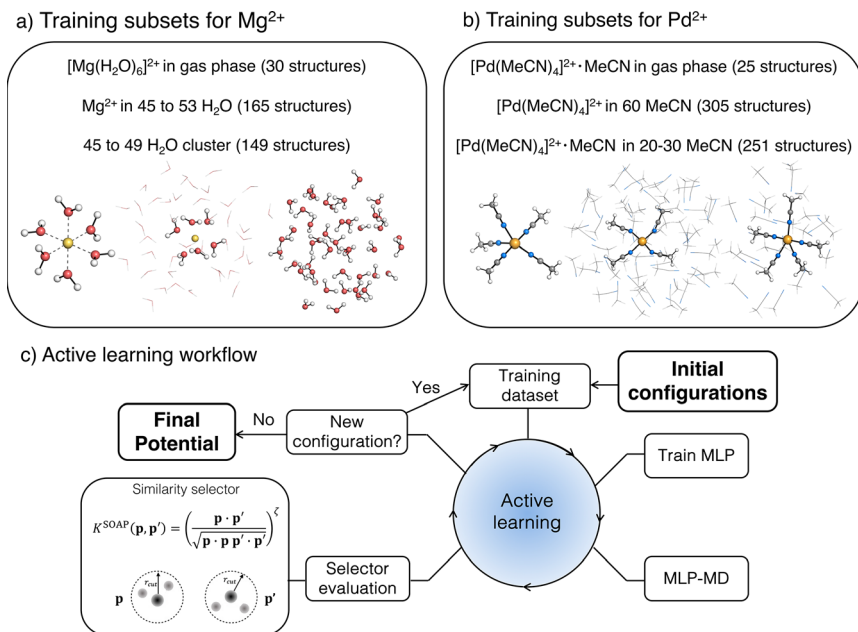 a) Training subsets for Mg²⁺
[Mg(H₂O)₆]²⁺ in gas phase (30 structures)
Mg²⁺ in 45 to 53 H₂O (165 structures)
45 to 49 H₂O cluster (149 structures)
b) Training subsets for Pd²⁺
[Pd(MeCN)₄]²⁺·MeCN in gas phase (25 structures)
[Pd(MeCN)₄]²⁺ in 60 MeCN (305 structures)
[Pd(MeCN)₄]²⁺·MeCN in 20-30 MeCN (251 structures)
c) Active learning workflow
Yes
Training
dataset
Initial
configurations
Final
Potential
No
New
configuration?
Train MLP
Active
learning
MLP-MD
Selector
evaluation
Similarity selector
K^SOAP(p, p′) = (p · p′ / √(p · p p′ · p′))^ζ
r_cut
r_cut
p
p′